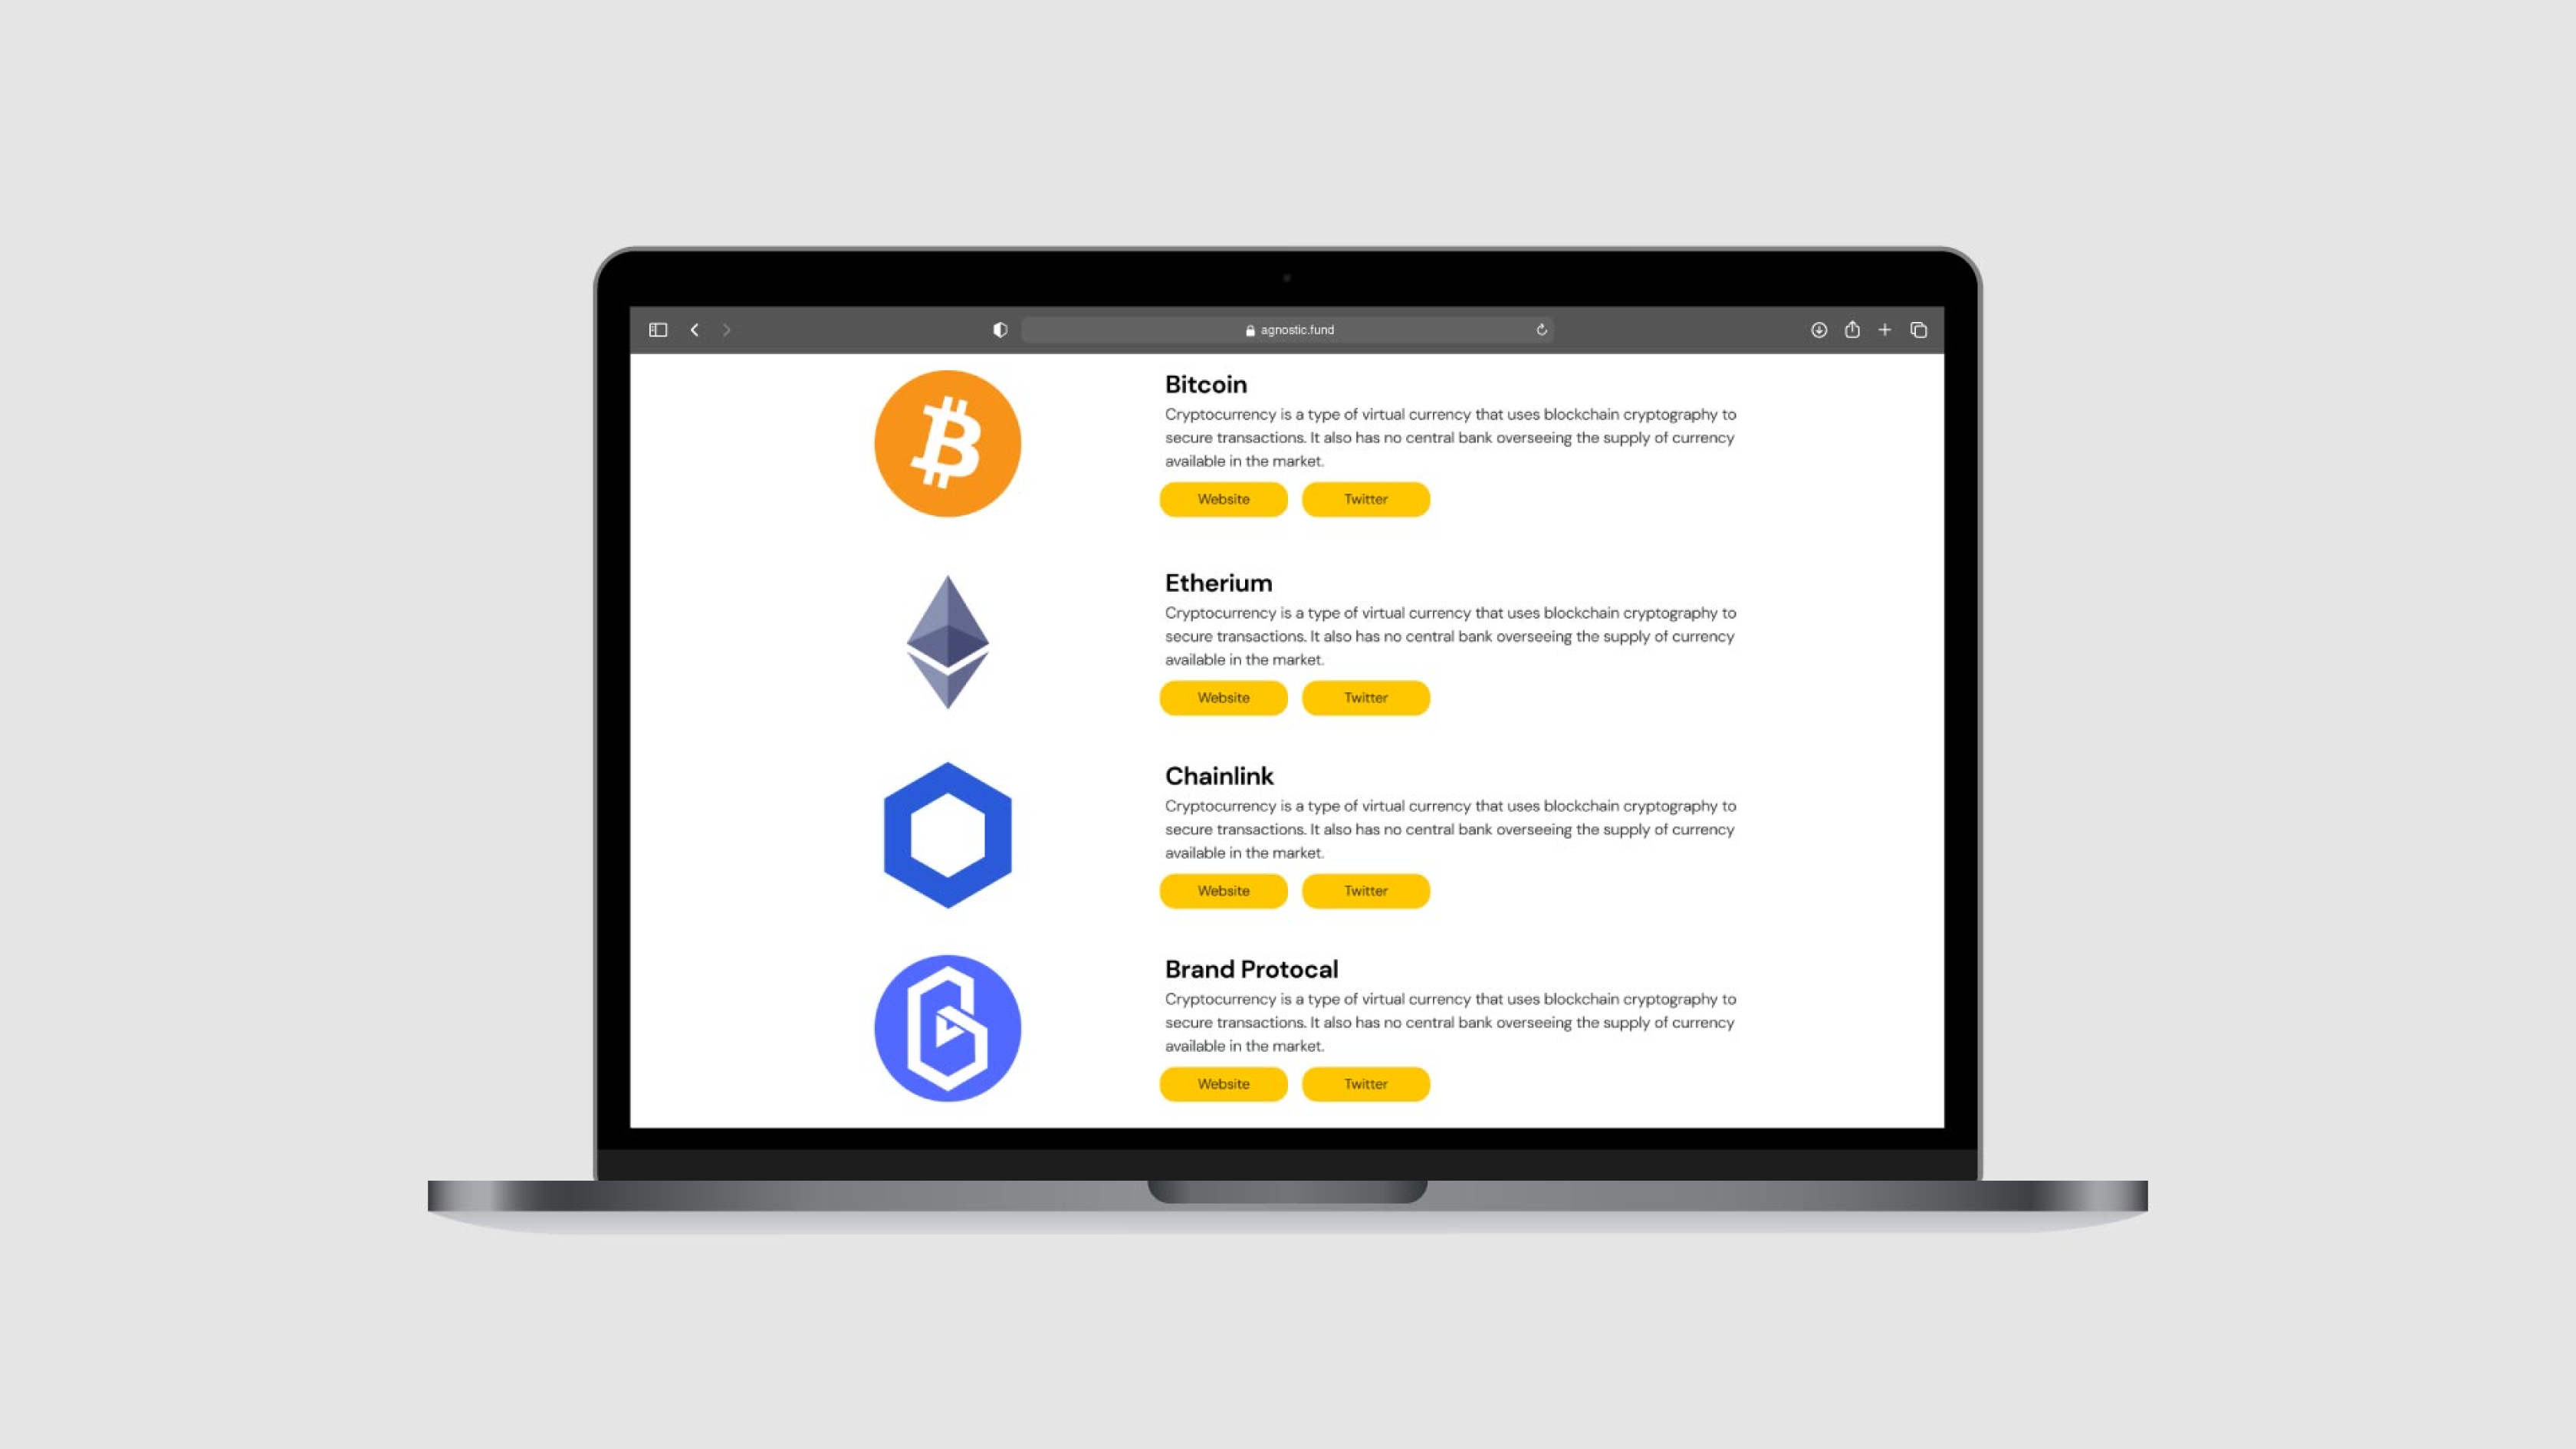 agnostic.fund
Bitcoin
Cryptocurrency is a type of virtual currency that uses blockchain cryptography to
secure transactions. It also has no central bank overseeing the supply of currency
available in the market.
Website Twitter
Etherium
Cryptocurrency is a type of virtual currency that uses blockchain cryptography to
secure transactions. It also has no central bank overseeing the supply of currency
available in the market.
Website Twitter
Chainlink
Cryptocurrency is a type of virtual currency that uses blockchain cryptography to
secure transactions. It also has no central bank overseeing the supply of currency
available in the market.
Website Twitter
Brand Protocal
Cryptocurrency is a type of virtual currency that uses blockchain cryptography to
secure transactions. It also has no central bank overseeing the supply of currency
available in the market.
Website Twitter